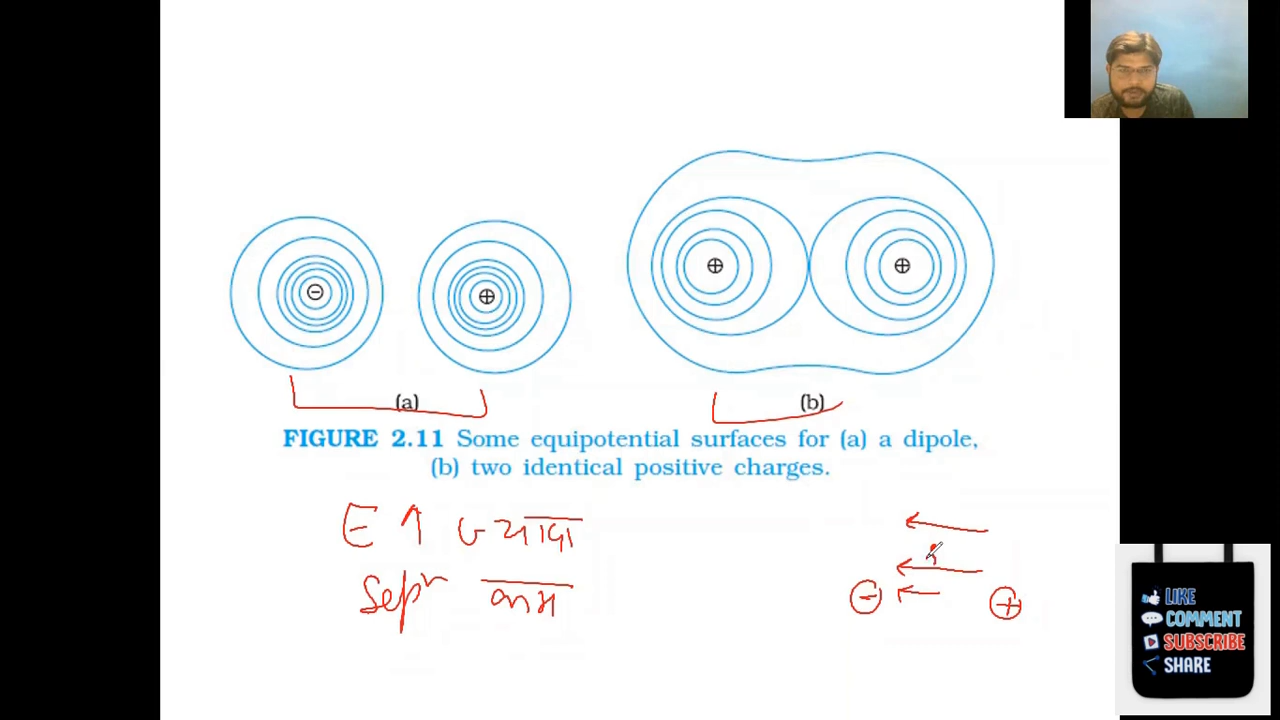 (a)
(b)
FIGURE 2.11 Some equipotential surfaces for (a) a dipole,
(b) two identical positive charges.
E ↑ ज्यादा
Sepⁿ कम
LIKE
COMMENT
SUBSCRIBE
SHARE